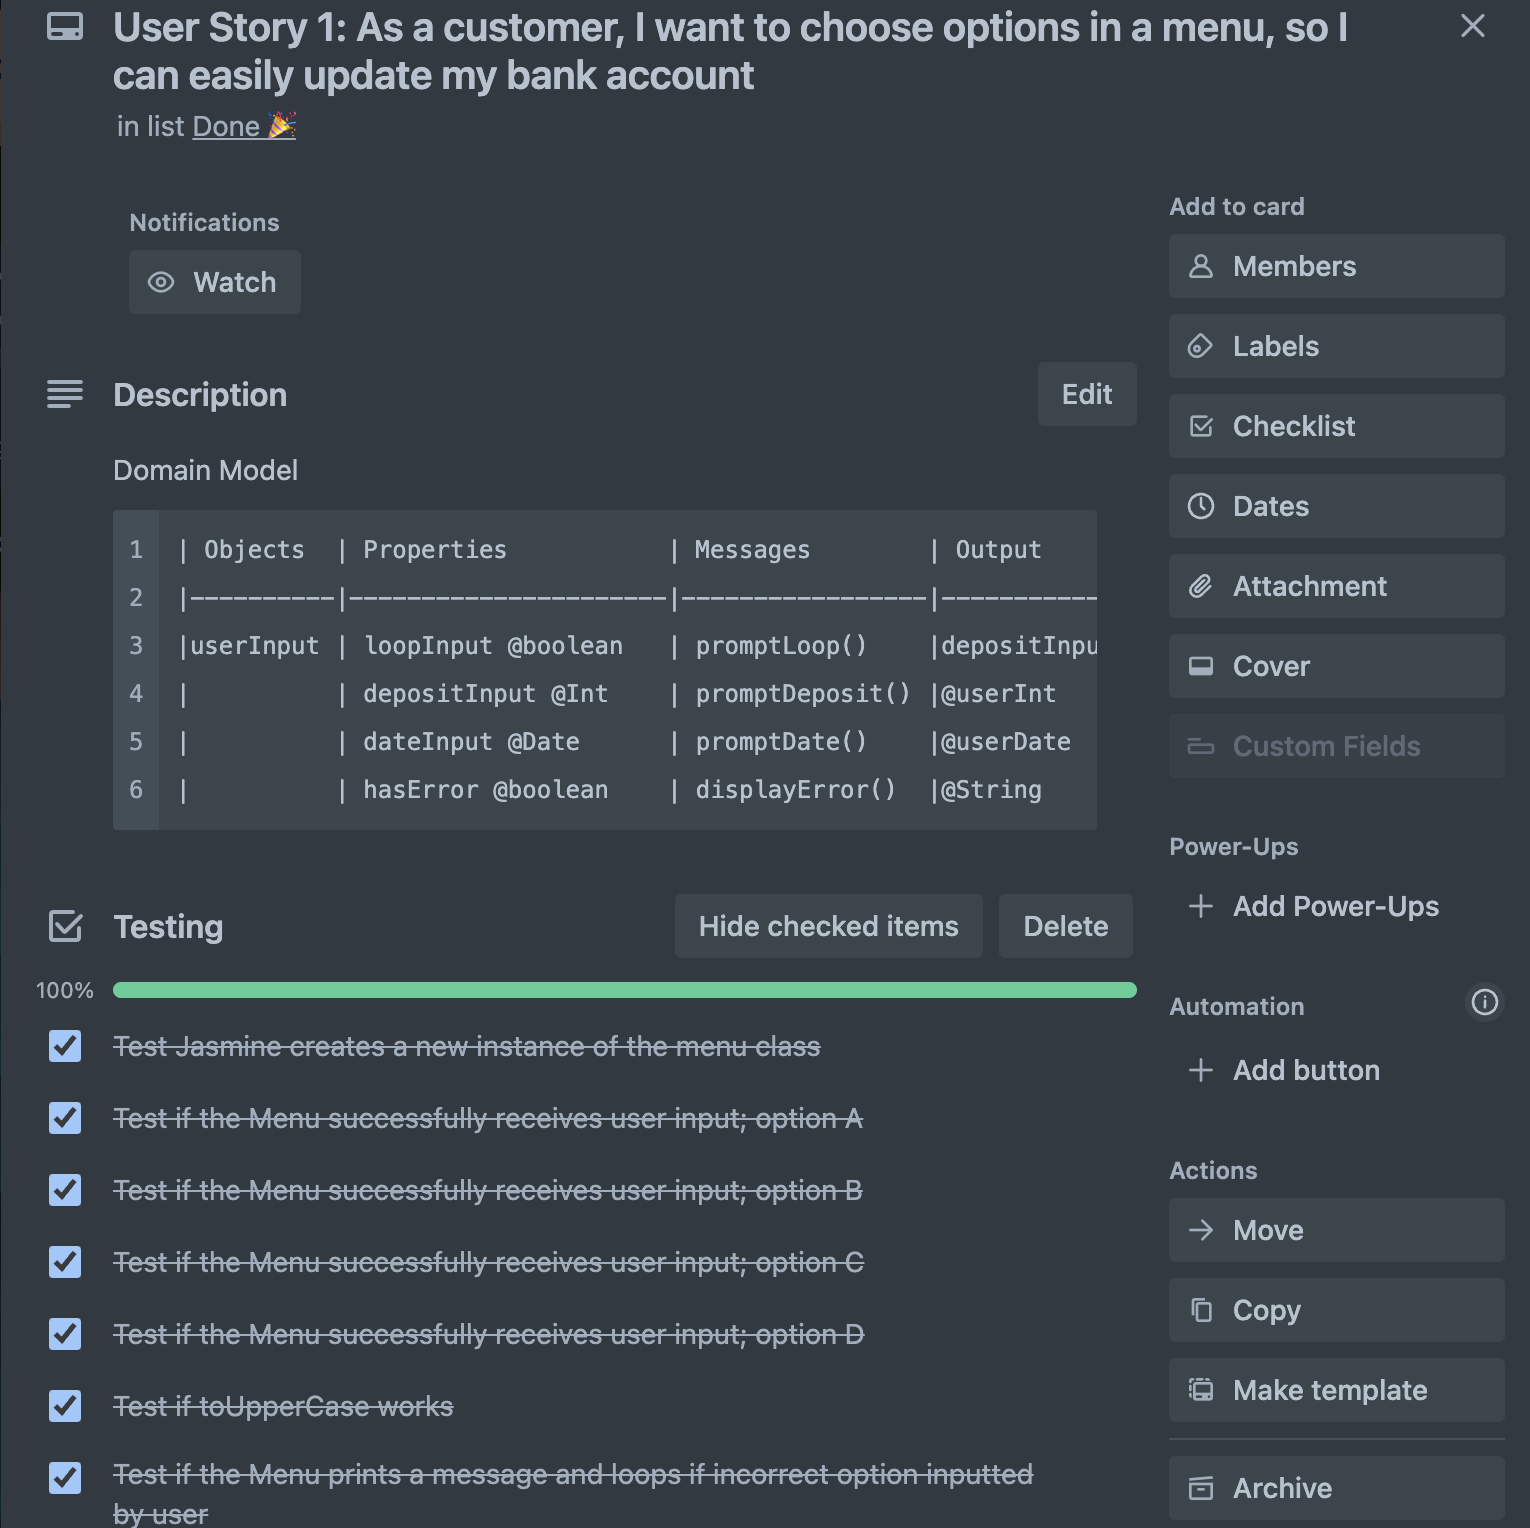 User Story 1: As a customer, I want to choose options in a menu, so I
can easily update my bank account
in list Done 🎉
Notifications
Watch
Description
Edit
Domain Model
1 | Objects  | Properties           | Messages        | Output
2 |----------|----------------------|-----------------|-----------
3 |userInput | loopInput @boolean   | promptLoop()    |depositInpu
4 |          | depositInput @Int    | promptDeposit() |@userInt
5 |          | dateInput @Date      | promptDate()    |@userDate
6 |          | hasError @boolean    | displayError()  |@String
Testing
Hide checked items
Delete
100%
Test Jasmine creates a new instance of the menu class
Test if the Menu successfully receives user input; option A
Test if the Menu successfully receives user input; option B
Test if the Menu successfully receives user input; option C
Test if the Menu successfully receives user input; option D
Test if toUpperCase works
Test if the Menu prints a message and loops if incorrect option inputted
by user
Add to card
Members
Labels
Checklist
Dates
Attachment
Cover
Custom Fields
Power-Ups
Add Power-Ups
Automation
Add button
Actions
Move
Copy
Make template
Archive